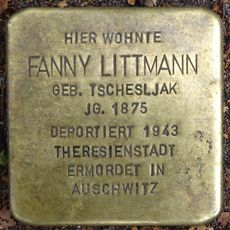 HIER WOHNTE
FANNY LITTMANN
GEB. TSCHESLJAK
JG. 1875
DEPORTIERT 1943
THERESIENSTADT
ERMORDET IN
AUSCHWITZ